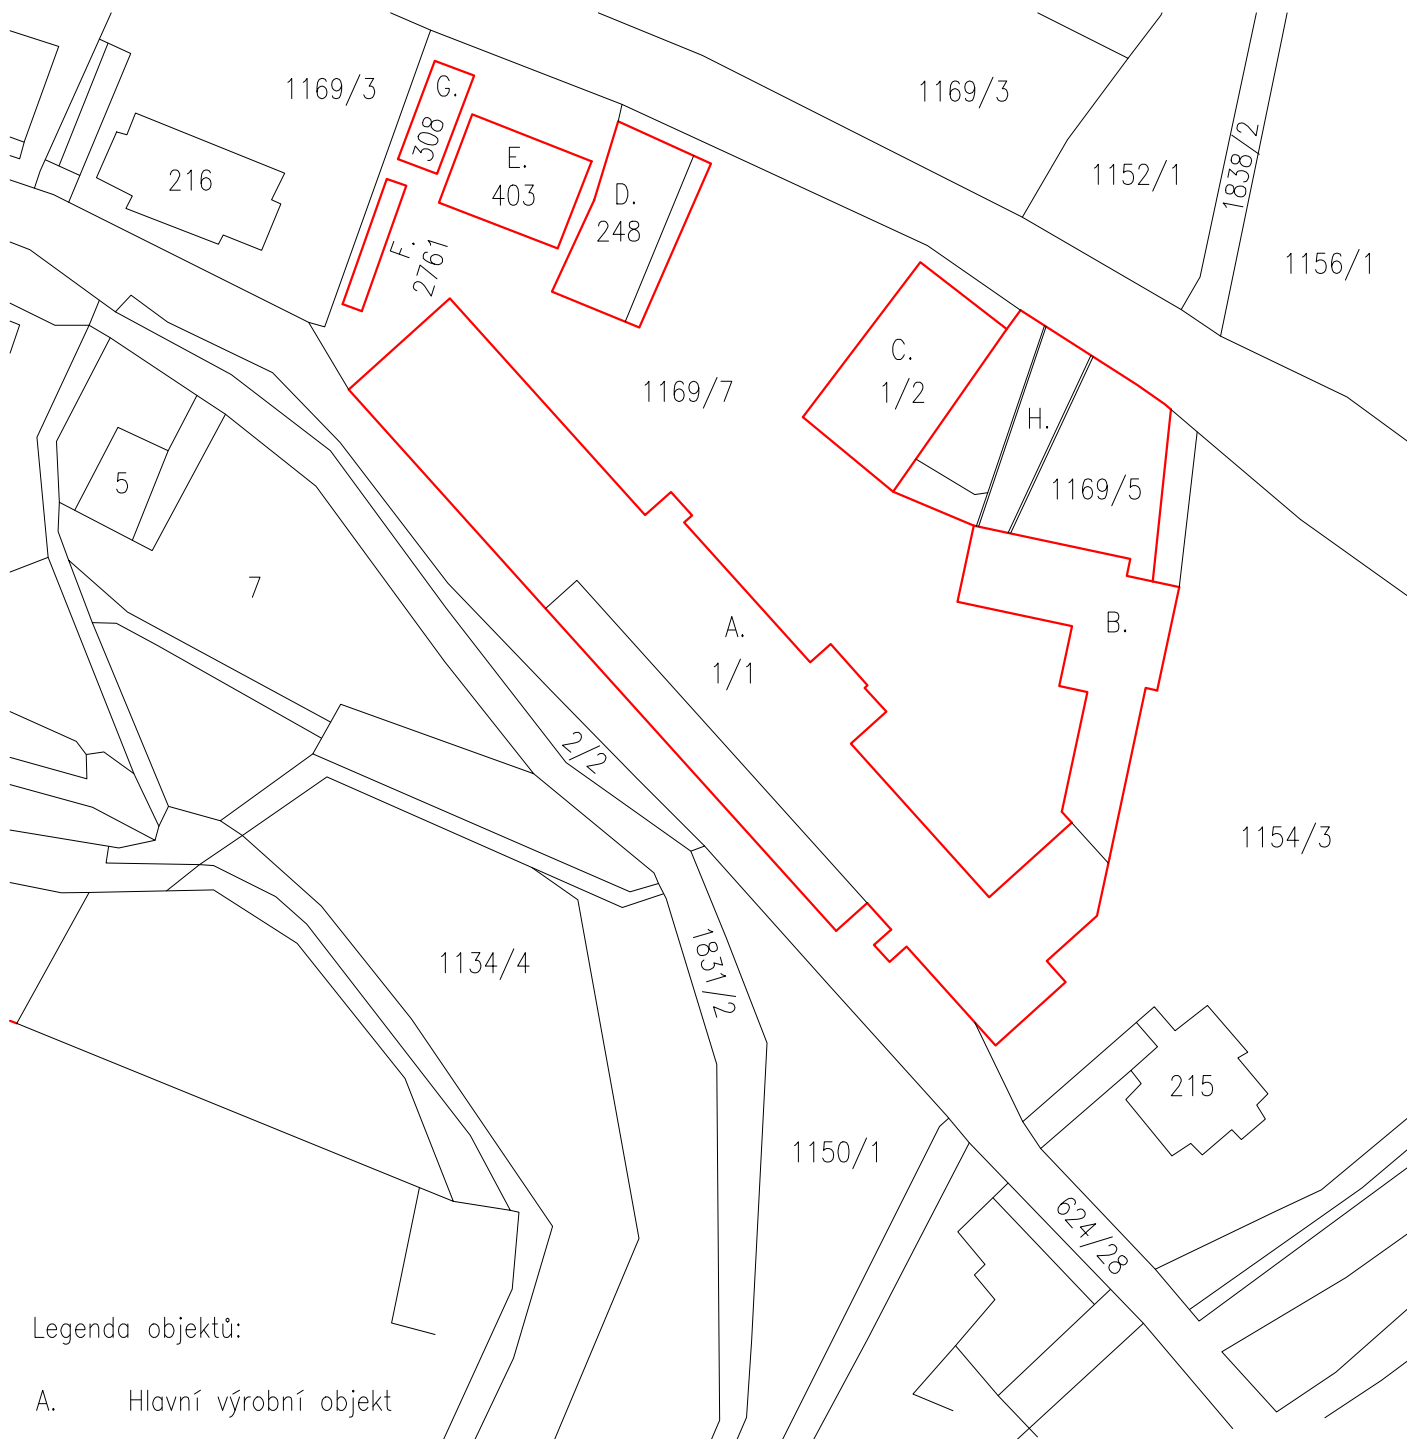 1169/3
1169/3
G.
308
1838/2
E.
403
216
1152/1
D.
248
F.
2761
1156/1
C.
1/2
1169/7
H.
1169/5
5
7
A.
1/1
B.
2/2
1154/3
1134/4
1831/2
215
1150/1
624/28
Legenda objektů:
A. Hlavní výrobní objekt